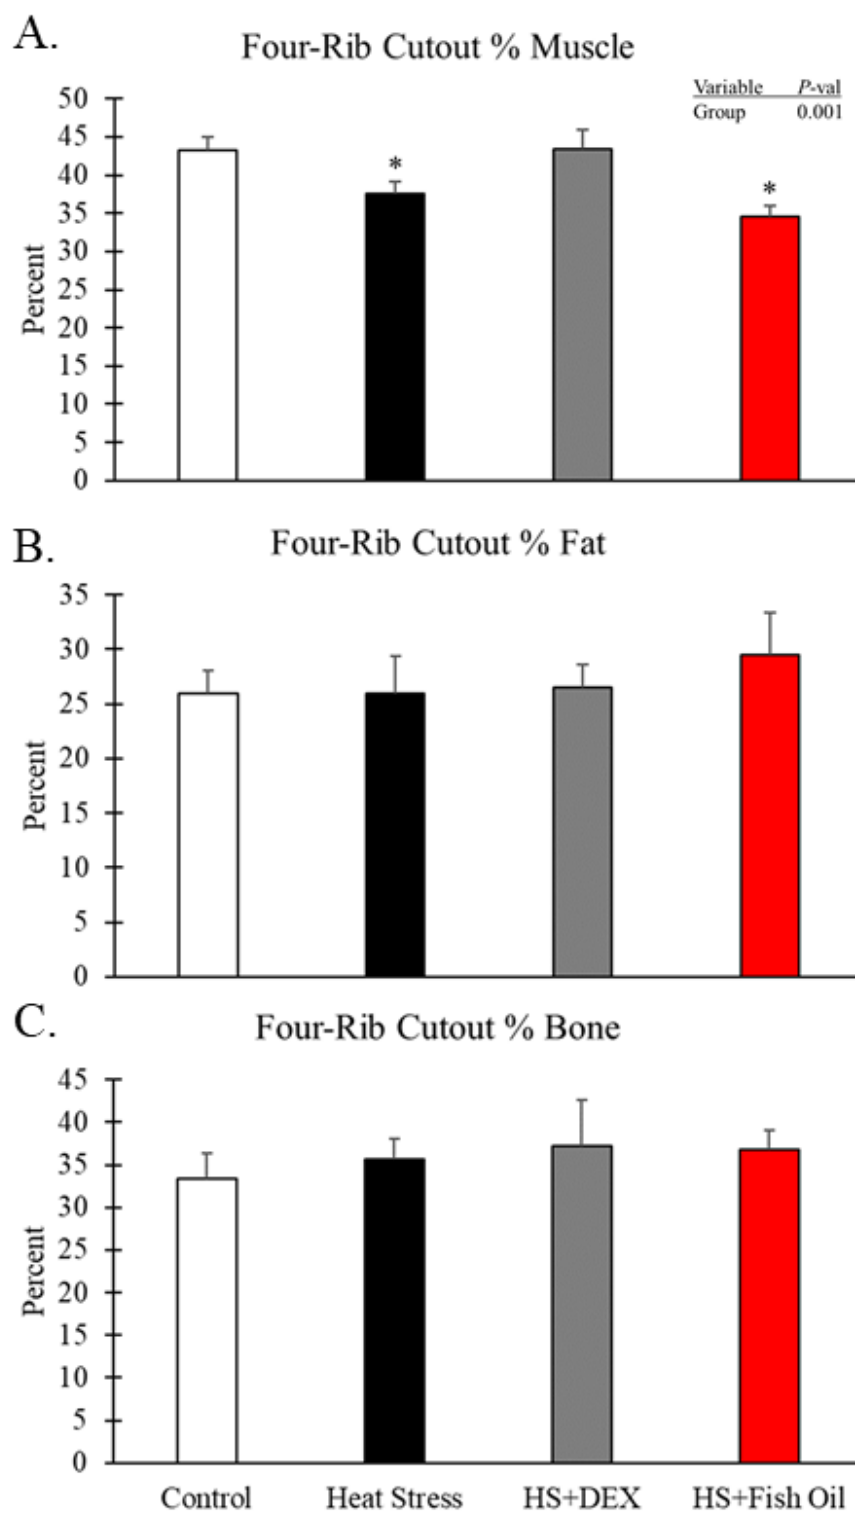 A.
Four-Rib Cutout % Muscle
Variable P-val
Group 0.001
50
45
40
35
30
25
20
15
10
5
0
Percent
*
*
B.
Four-Rib Cutout % Fat
35
30
25
20
15
10
5
0
Percent
C.
Four-Rib Cutout % Bone
45
40
35
30
25
20
15
10
5
0
Percent
Control Heat Stress HS+DEX HS+Fish Oil